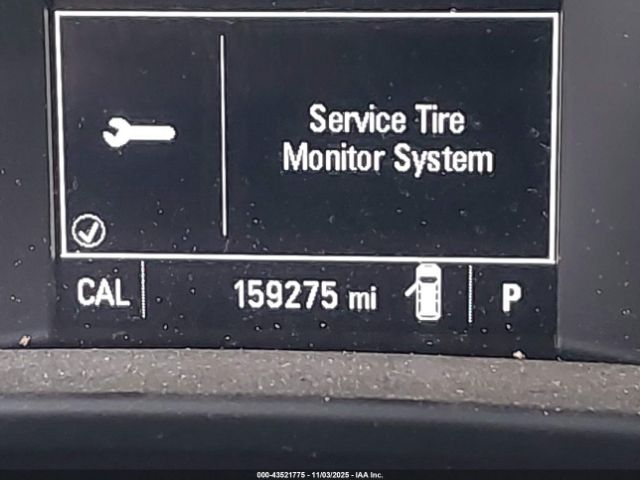 Service Tire
Monitor System
CAL 159275 mi P
000-43521775 - 11/03/2025 - IAA Inc.